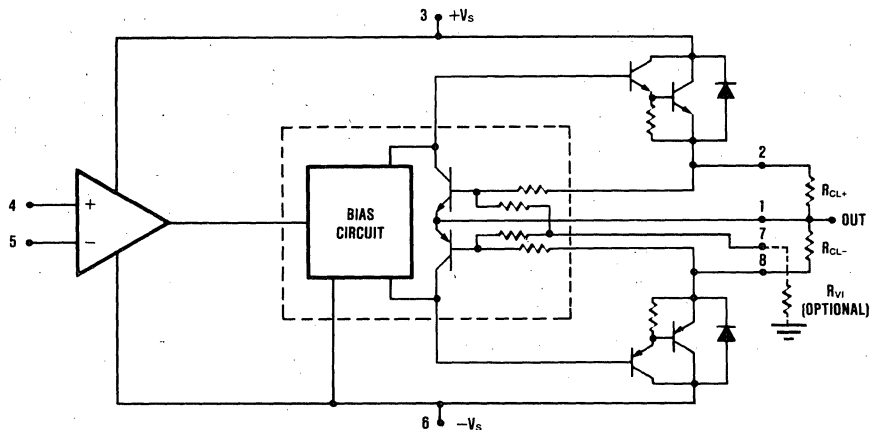 3 +Vs
2
RCL+
4
+
BIAS
CIRCUIT
1
OUT
5
−
7
RCL−
8
RVI
(OPTIONAL)
6 −Vs